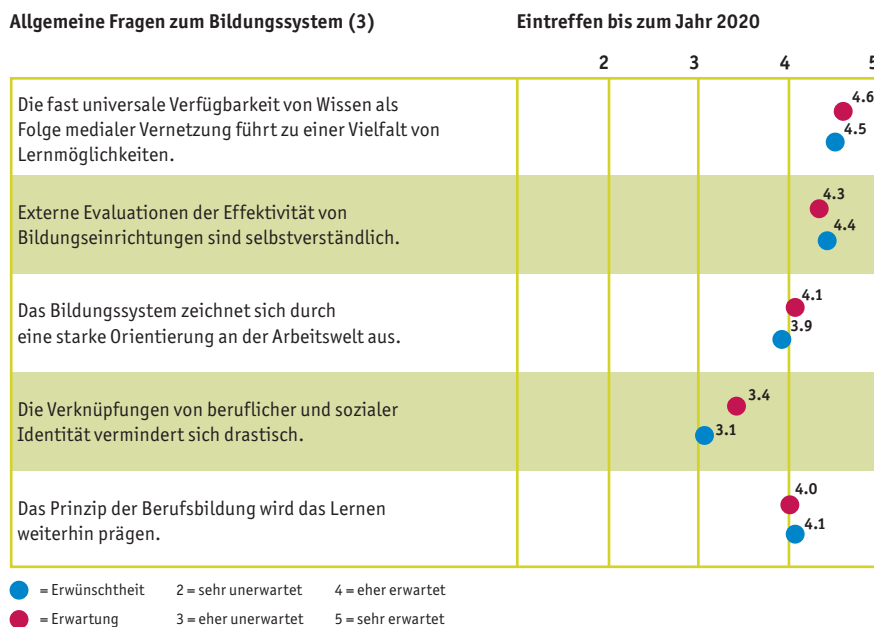 Allgemeine Fragen zum Bildungssystem (3) Eintreffen bis zum Jahr 2020
2 3 4 5
Die fast universale Verfügbarkeit von Wissen als
Folge medialer Vernetzung führt zu einer Vielfalt von
Lernmöglichkeiten.
4.6
4.5
Externe Evaluationen der Effektivität von
Bildungseinrichtungen sind selbstverständlich.
4.3
4.4
Das Bildungssystem zeichnet sich durch
eine starke Orientierung an der Arbeitswelt aus.
4.1
3.9
Die Verknüpfungen von beruflicher und sozialer
Identität vermindert sich drastisch.
3.4
3.1
Das Prinzip der Berufsbildung wird das Lernen
weiterhin prägen.
4.0
4.1
= Erwünschtheit 2 = sehr unerwartet 4 = eher erwartet
= Erwartung 3 = eher unerwartet 5 = sehr erwartet